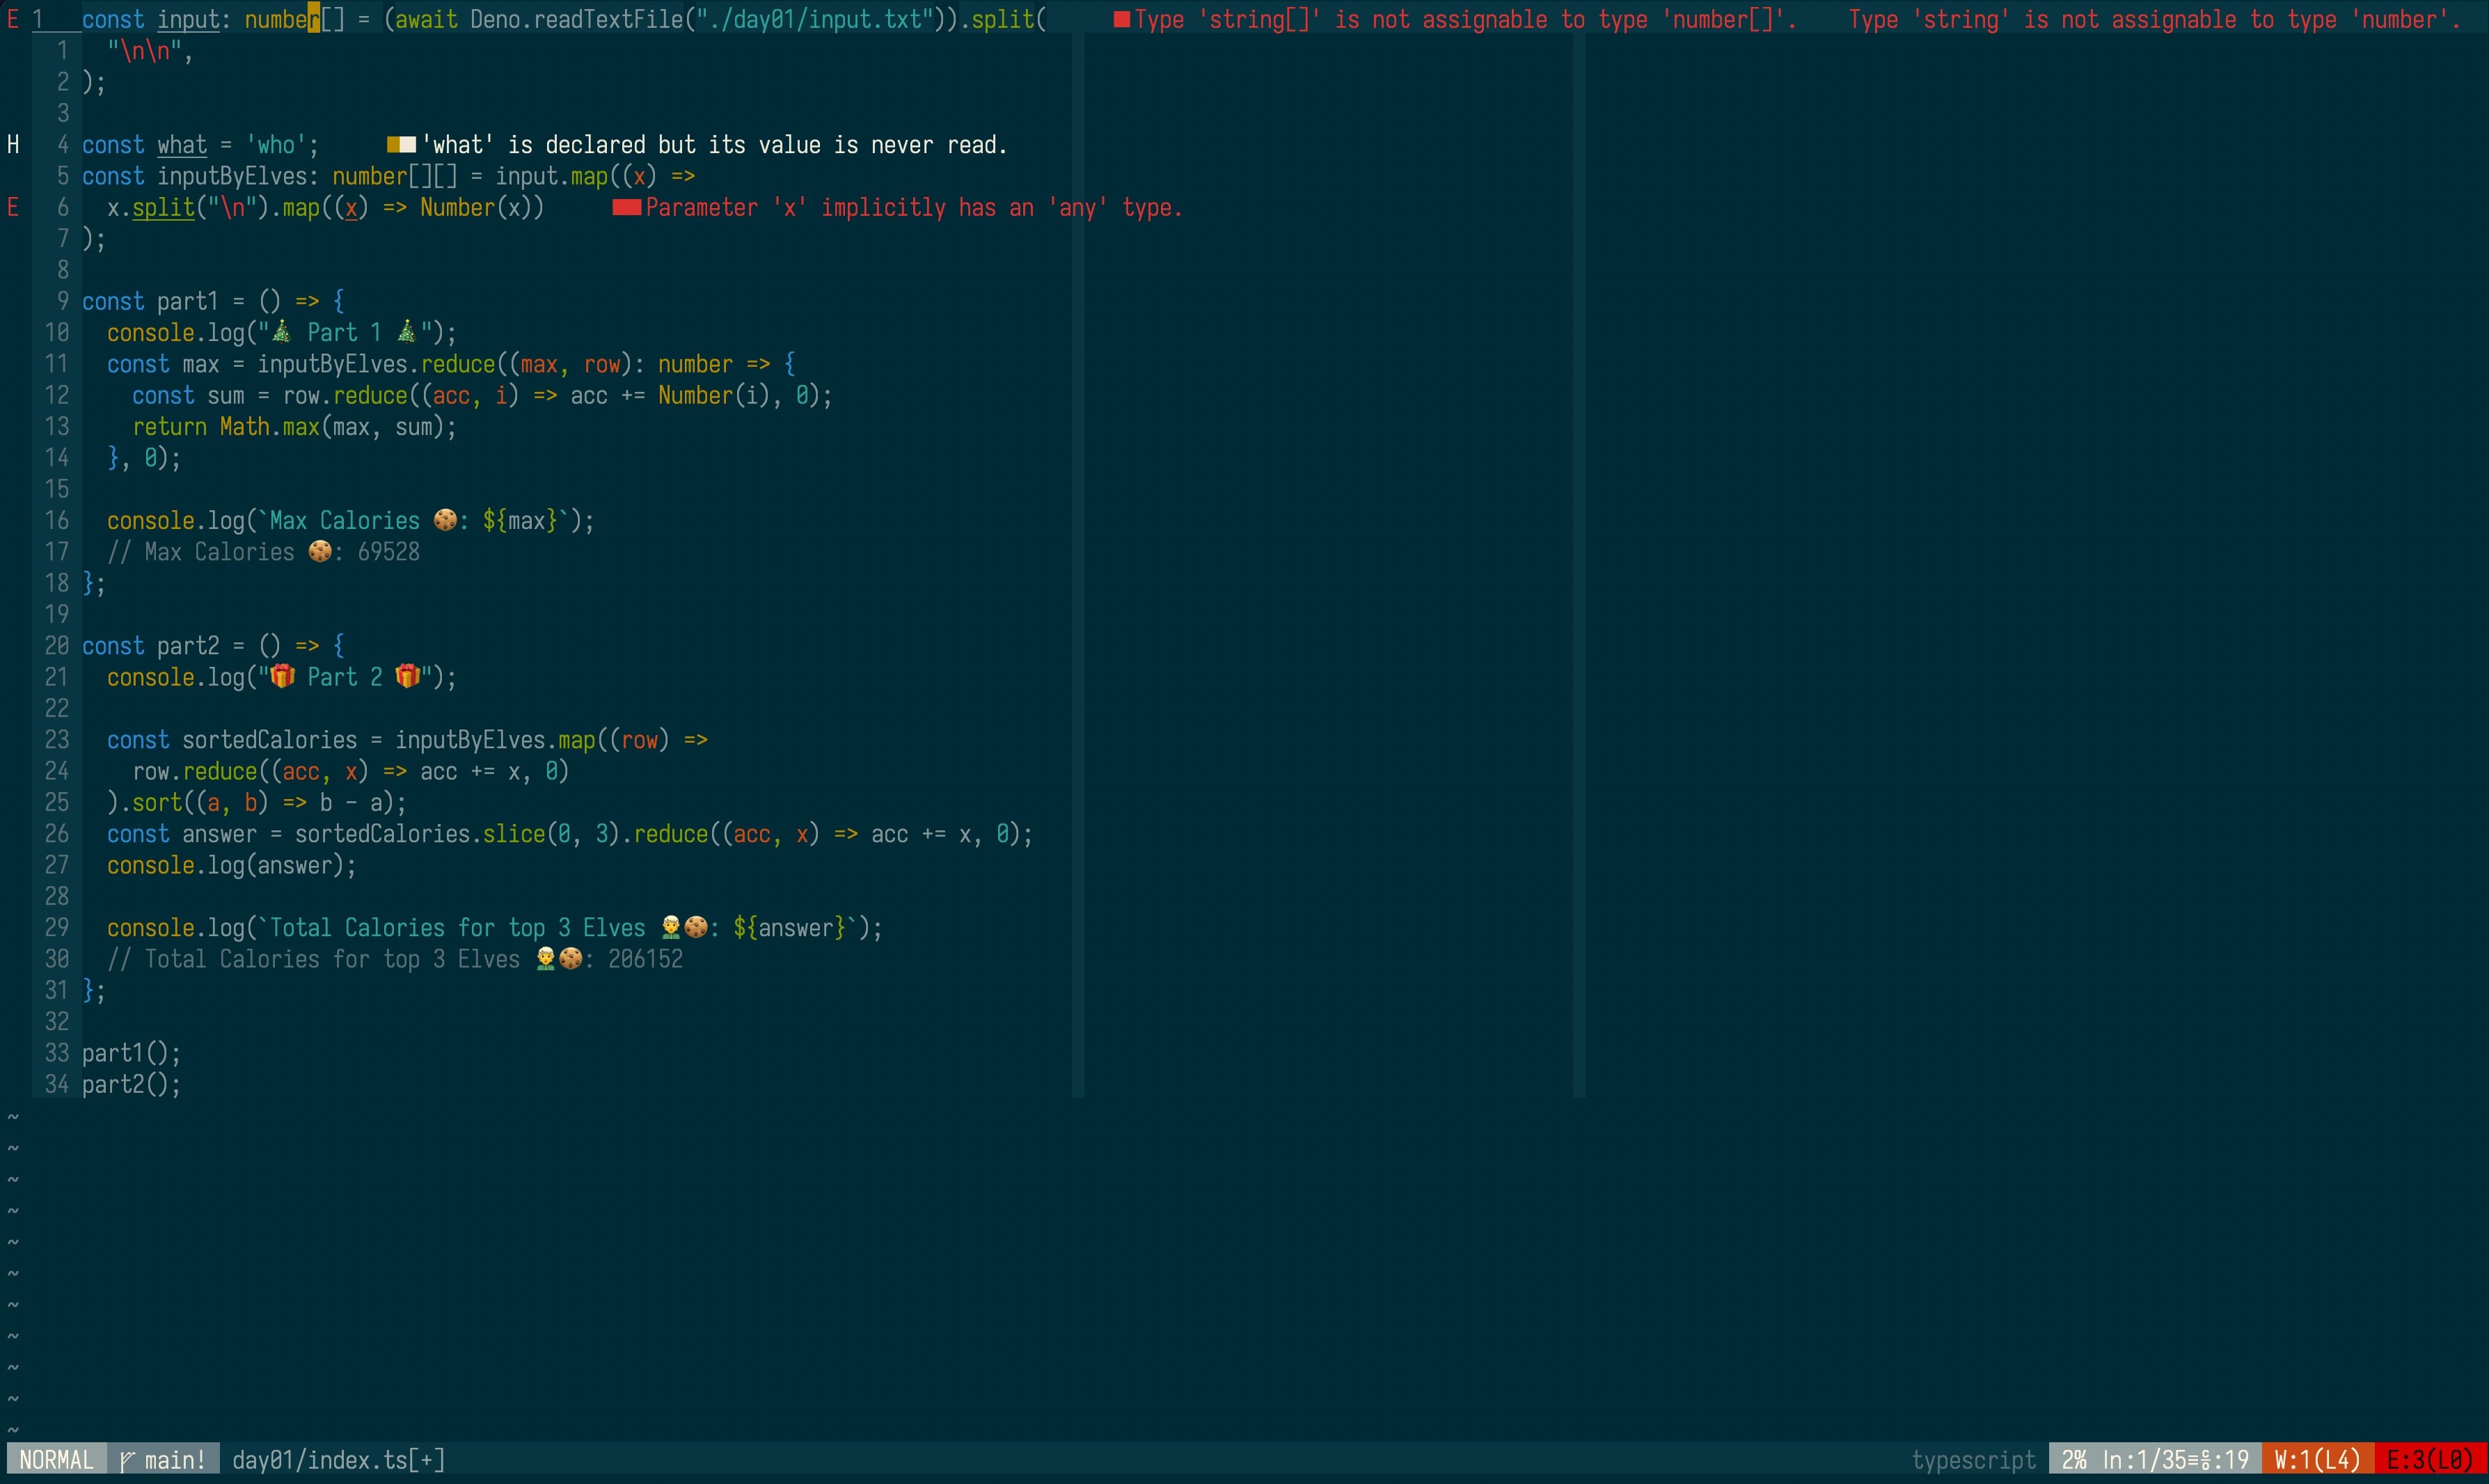 E 1 const input: number[] = (await Deno.readTextFile("./day01/input.txt")).split( ■Type 'string[]' is not assignable to type 'number[]'. Type 'string' is not assignable to type 'number'.
1 "\n\n",
2 );
3
H 4 const what = 'who'; ■■'what' is declared but its value is never read.
5 const inputByElves: number[][] = input.map((x) =>
E 6 x.split("\n").map((x) => Number(x)) ■■Parameter 'x' implicitly has an 'any' type.
7 );
8
9 const part1 = () => {
10 console.log("🎄 Part 1 🎄");
11 const max = inputByElves.reduce((max, row): number => {
12 const sum = row.reduce((acc, i) => acc += Number(i), 0);
13 return Math.max(max, sum);
14 }, 0);
15
16 console.log(`Max Calories 🍪: ${max}`);
17 // Max Calories 🍪: 69528
18 };
19
20 const part2 = () => {
21 console.log("🎁 Part 2 🎁");
22
23 const sortedCalories = inputByElves.map((row) =>
24 row.reduce((acc, x) => acc += x, 0)
25 ).sort((a, b) => b - a);
26 const answer = sortedCalories.slice(0, 3).reduce((acc, x) => acc += x, 0);
27 console.log(answer);
28
29 console.log(`Total Calories for top 3 Elves 🧝🍪: ${answer}`);
30 // Total Calories for top 3 Elves 🧝🍪: 206152
31 };
32
33 part1();
34 part2();
~
~
~
~
~
~
~
~
~
~
~
NORMAL main! day01/index.ts[+] typescript 2% ln:1/35≡:19 W:1(L4) E:3(L0)